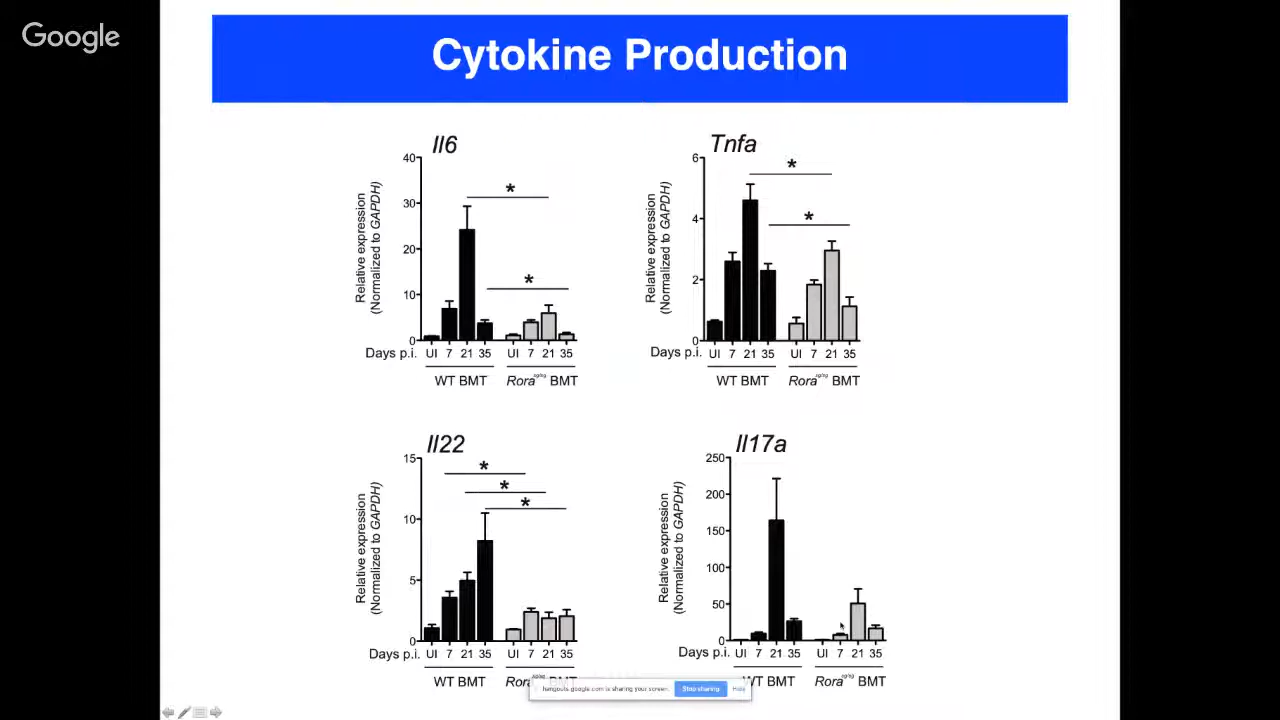 Google
Cytokine Production
Il6
40
30
20
10
0
Relative expression
(Normalized to GAPDH)
*
*
Days p.i. UI 7 21 35 UI 7 21 35
WT BMT Rora sg/sg BMT
Tnfa
6
4
2
0
Relative expression
(Normalized to GAPDH)
*
*
Days p.i. UI 7 21 35 UI 7 21 35
WT BMT Rora sg/sg BMT
Il22
15
10
5
0
Relative expression
(Normalized to GAPDH)
*
*
*
Days p.i. UI 7 21 35 UI 7 21 35
WT BMT
Il17a
250
200
150
100
50
0
Relative expression
(Normalized to GAPDH)
Days p.i. UI 7 21 35 UI 7 21 35
WT BMT Rora sg/sg BMT
hangouts.google.com is sharing your screen. Stop sharing Hide